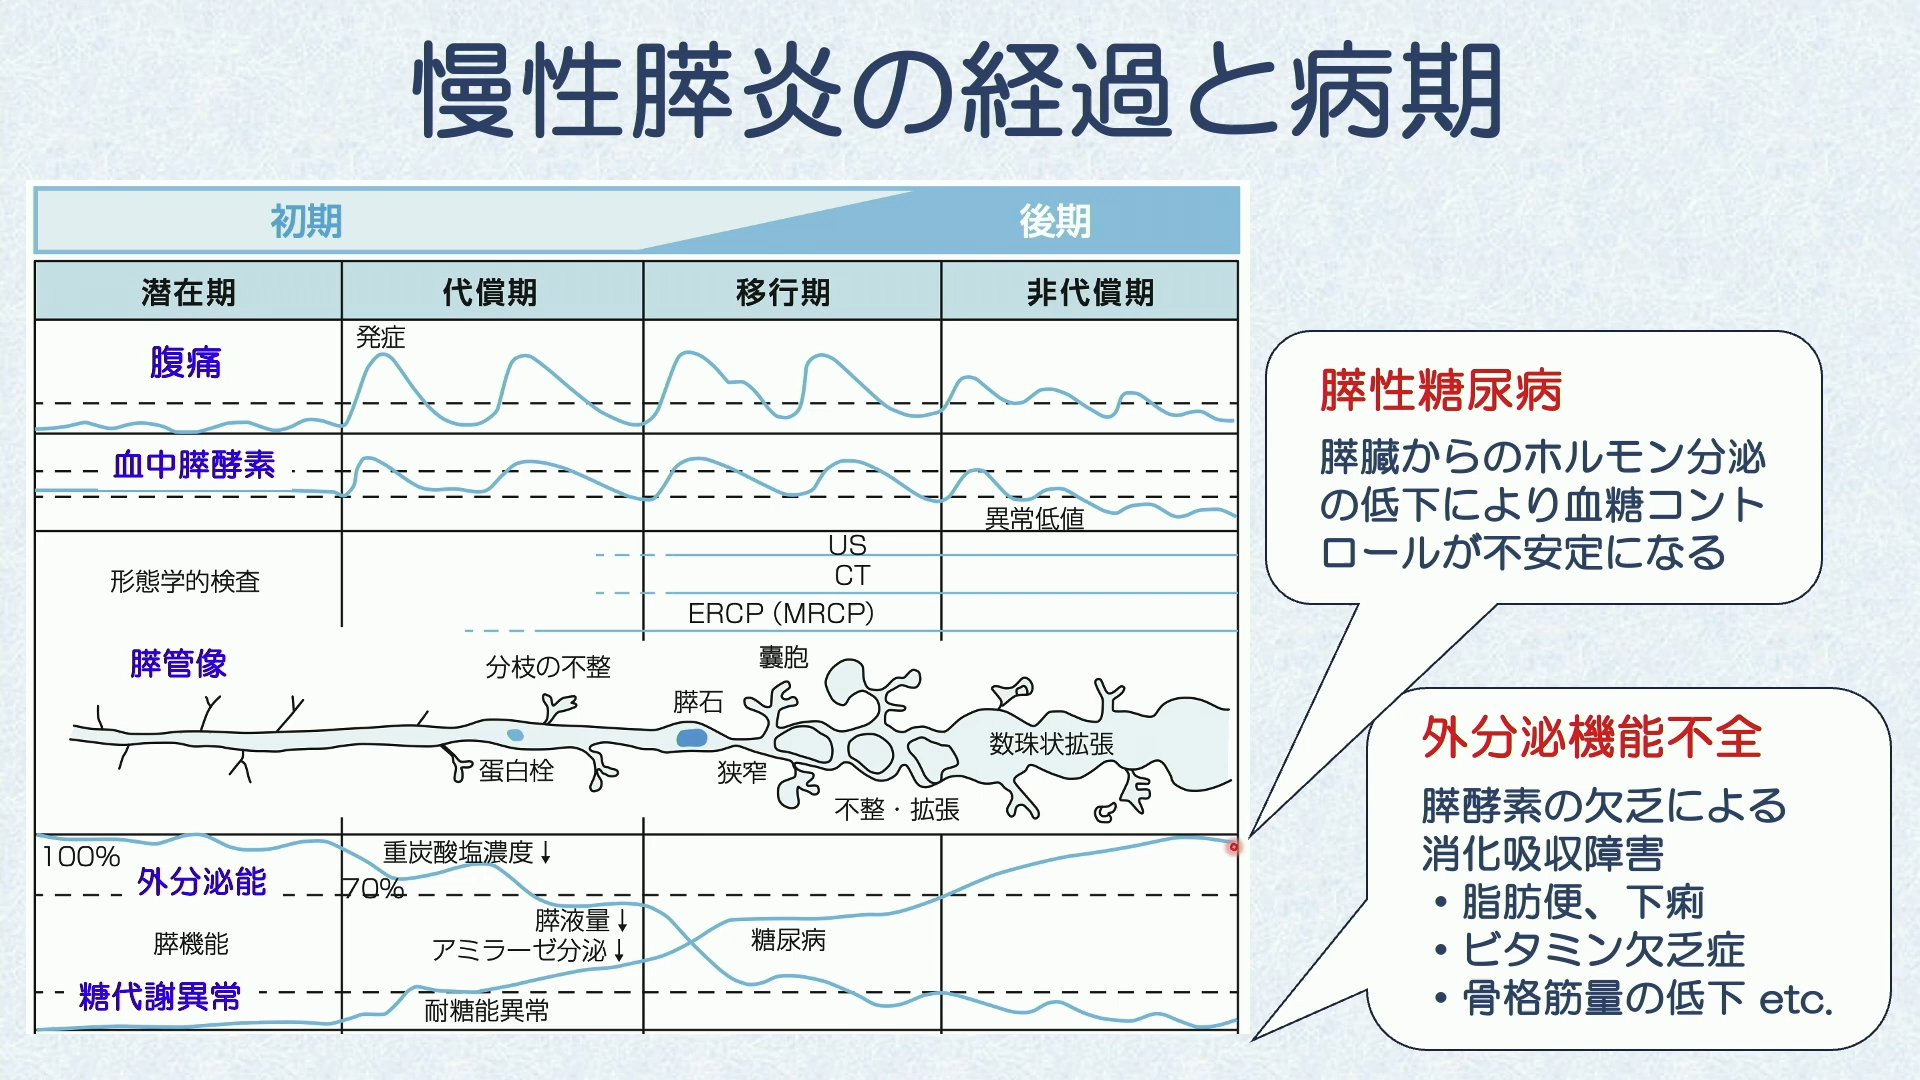 慢性膵炎の経過と病期
初期
後期
潜在期
代償期
移行期
非代償期
腹痛
発症
血中膵酵素
異常低値
形態学的検査
US
CT
ERCP（MRCP）
膵管像
分枝の不整
蛋白栓
膵石
狭窄
嚢胞
不整・拡張
数珠状拡張
100%
外分泌能
膵機能
糖代謝異常
重炭酸塩濃度↓
70%
膵液量↓
アミラーゼ分泌↓
耐糖能異常
糖尿病
膵性糖尿病
膵臓からのホルモン分泌
の低下により血糖コント
ロールが不安定になる
外分泌機能不全
膵酵素の欠乏による
消化吸収障害
・脂肪便、下痢
・ビタミン欠乏症
・骨格筋量の低下 etc.